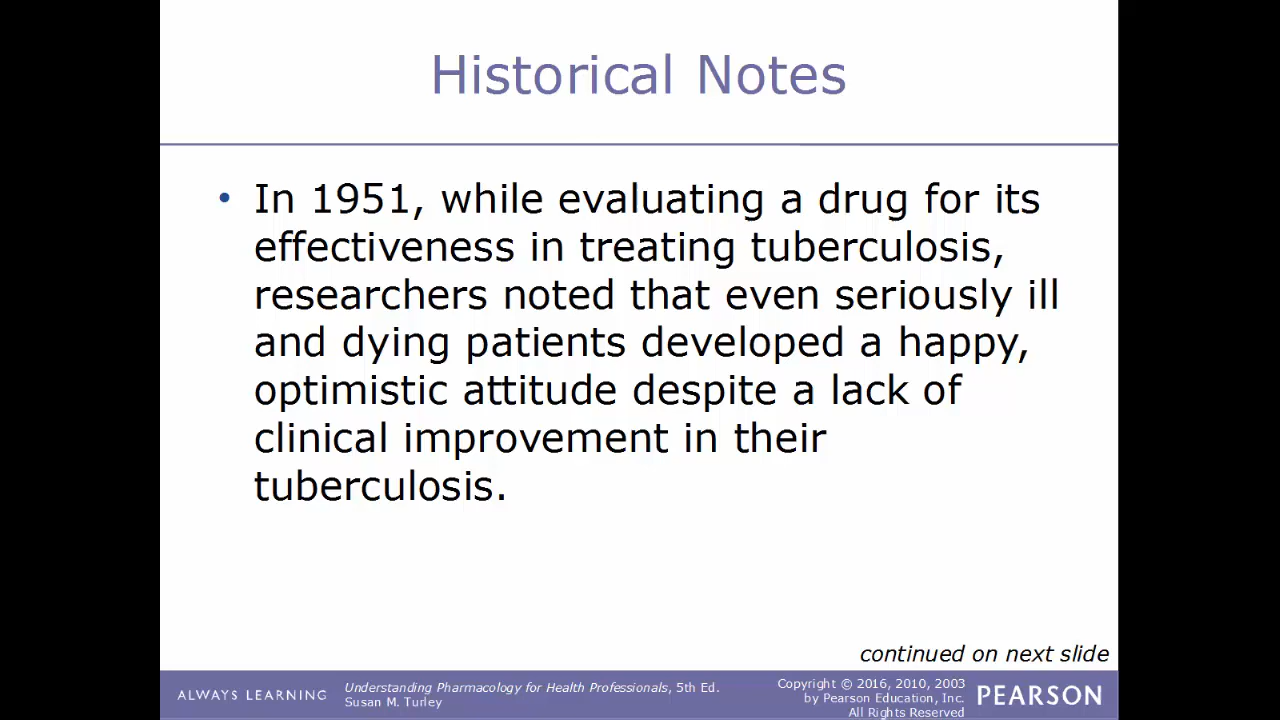 Historical Notes
• In 1951, while evaluating a drug for its
effectiveness in treating tuberculosis,
researchers noted that even seriously ill
and dying patients developed a happy,
optimistic attitude despite a lack of
clinical improvement in their
tuberculosis.
continued on next slide
ALWAYS LEARNING
Understanding Pharmacology for Health Professionals, 5th Ed.
Susan M. Turley
Copyright © 2016, 2010, 2003
by Pearson Education, Inc.
All Rights Reserved
PEARSON